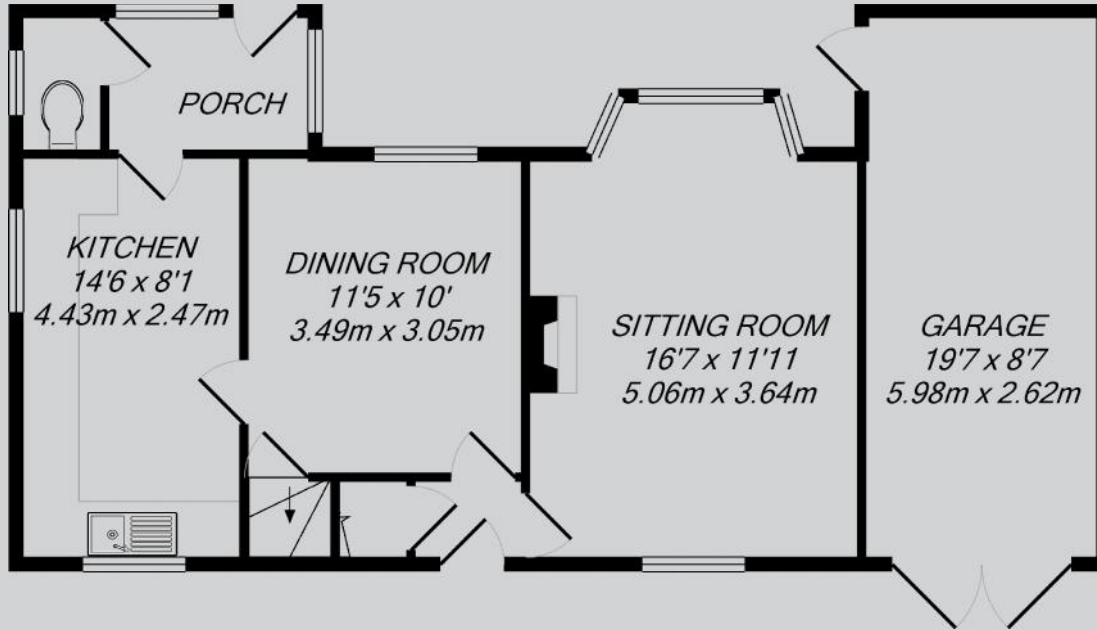 PORCH
KITCHEN
14'6 x 8'1
4.43m x 2.47m
DINING ROOM
11'5 x 10'
3.49m x 3.05m
SITTING ROOM
16'7 x 11'11
5.06m x 3.64m
GARAGE
19'7 x 8'7
5.98m x 2.62m